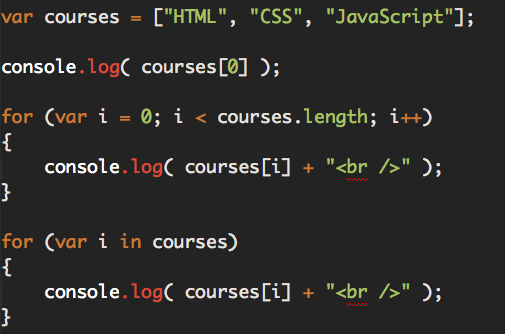 var courses = ["HTML", "CSS", "JavaScript"];
console.log( courses[0] );
for (var i = 0; i < courses.length; i++)
{
console.log( courses[i] + "<br />" );
}
for (var i in courses)
{
console.log( courses[i] + "<br />" );
}